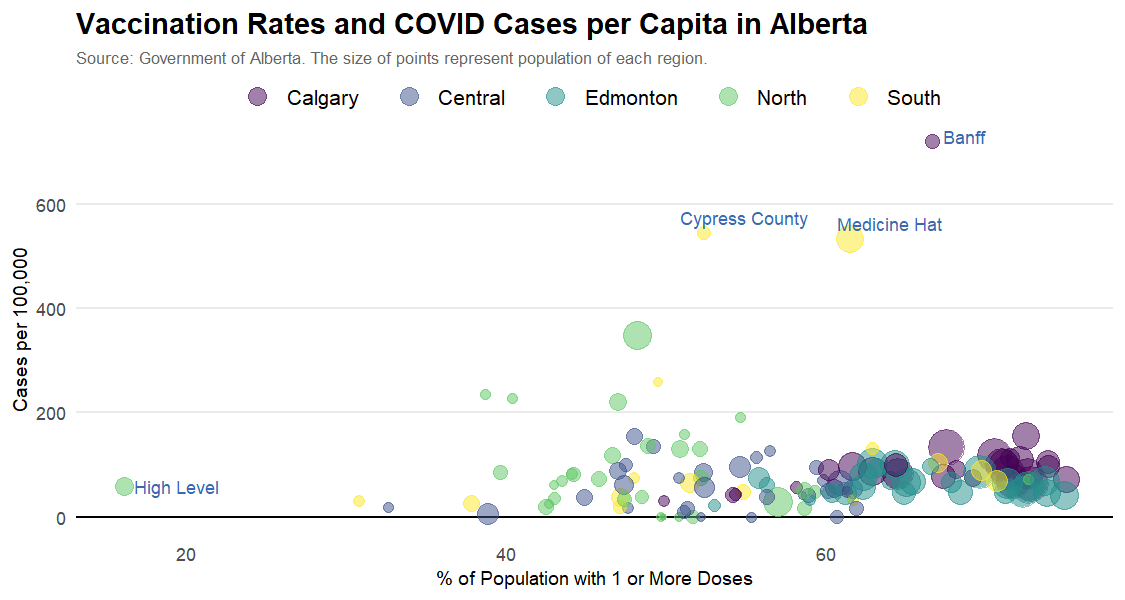 Vaccination Rates and COVID Cases per Capita in Alberta
Source: Government of Alberta. The size of points represent population of each region.
Calgary Central Edmonton North South
Banff
600
Cypress County
Medicine Hat
400
Cases per 100,000
200
High Level
0
20 40 60
% of Population with 1 or More Doses